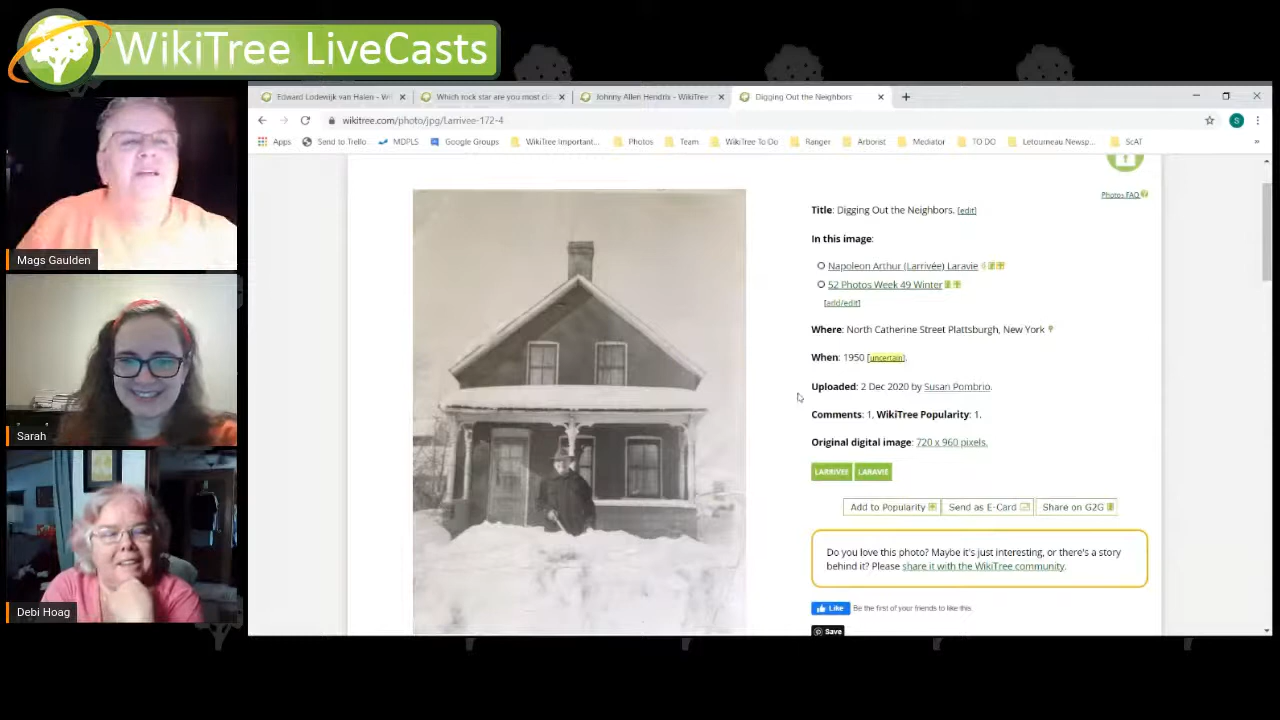 WikiTree LiveCasts
Edward Lodewijk van Halen - Wi
Which rock star are you most cl
Johnny Allen Hendrix - WikiTree
Digging Out the Neighbors
wikitree.com/photo/jpg/Larrivee-172-4
Apps
Send to Trello
MDPLS
Google Groups
WikiTree Important...
Photos
Team
WikiTree To Do
Ranger
Arborist
Mediator
TO DO
Letourneau Newsp...
ScAT
Mags Gaulden
Sarah
Debi Hoag
Photos FAQ
Title: Digging Out the Neighbors. [edit]
In this image:
Napoleon Arthur (Larrivée) Laravie
52 Photos Week 49 Winter
[add/edit]
Where: North Catherine Street Plattsburgh, New York
When: 1950 [uncertain].
Uploaded: 2 Dec 2020 by Susan Pombrio.
Comments: 1, WikiTree Popularity: 1.
Original digital image: 720 x 960 pixels.
LARRIVEE LARAVIE
Add to Popularity Send as E-Card Share on G2G
Do you love this photo? Maybe it's just interesting, or there's a story
behind it? Please share it with the WikiTree community.
Like Be the first of your friends to like this.
Save